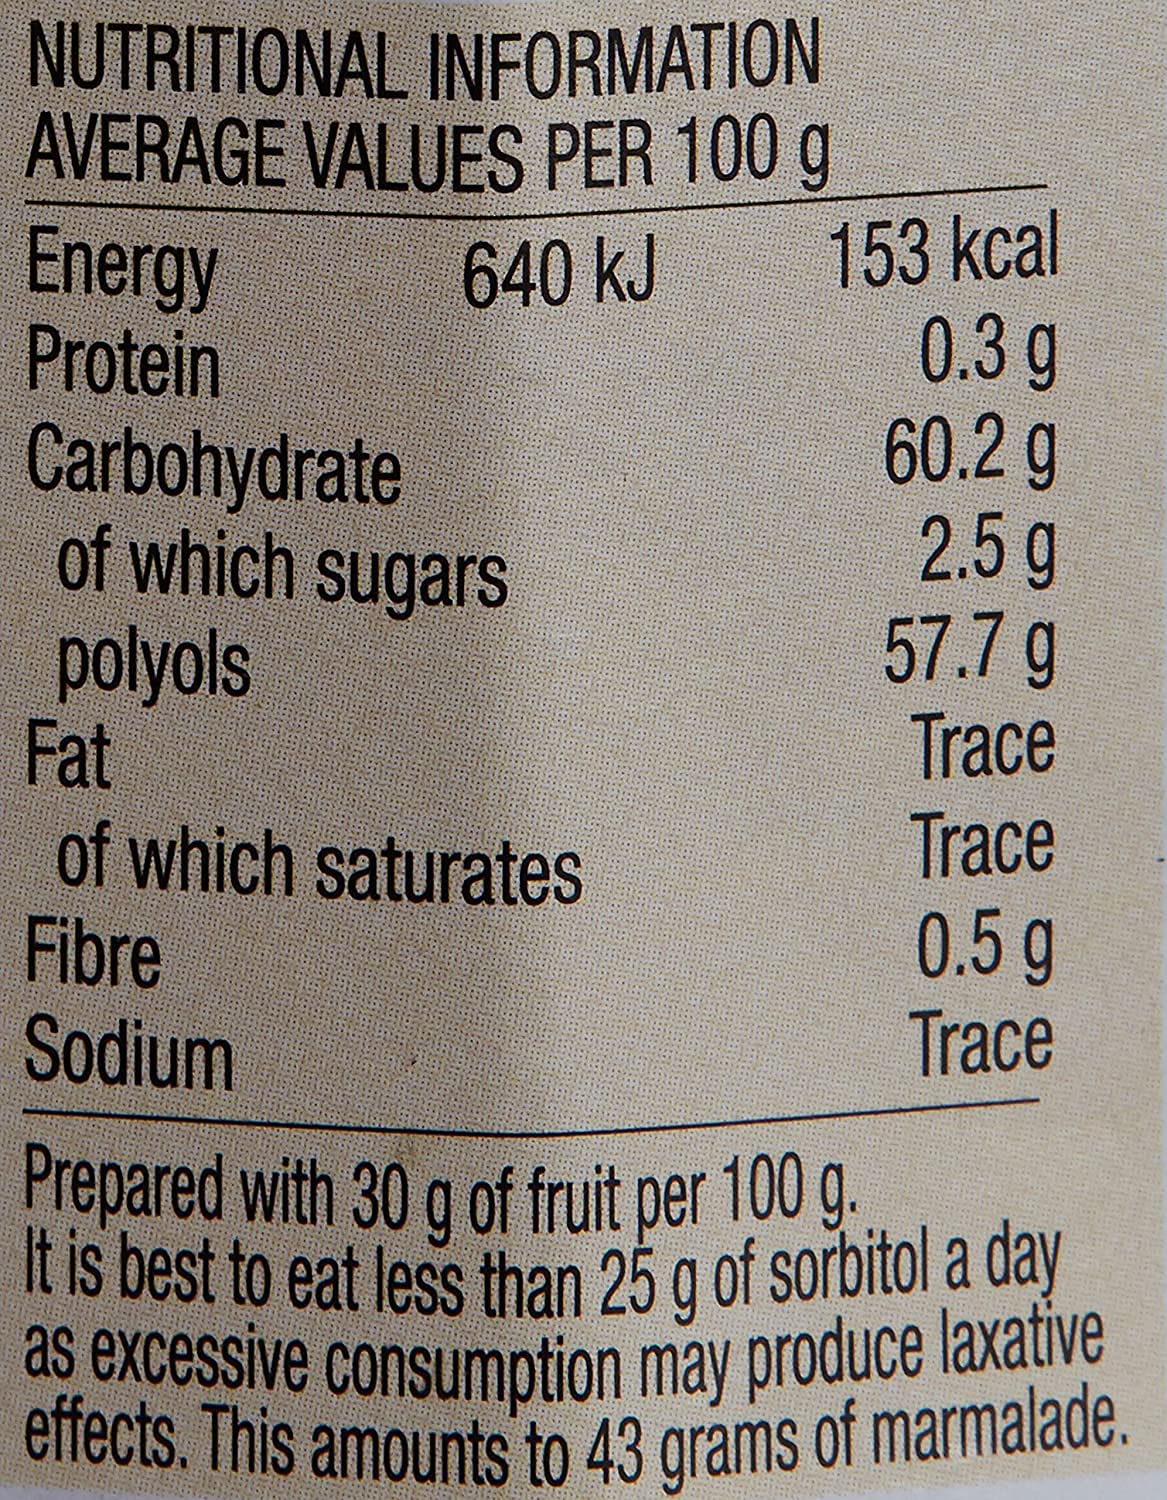 NUTRITIONAL INFORMATION
AVERAGE VALUES PER 100 g
Energy 640 kJ 153 kcal
Protein 0.3 g
Carbohydrate 60.2 g
of which sugars 2.5 g
polyols 57.7 g
Fat Trace
of which saturates Trace
Fibre 0.5 g
Sodium Trace
Prepared with 30 g of fruit per 100 g.
It is best to eat less than 25 g of sorbitol a day
as excessive consumption may produce laxative
effects. This amounts to 43 grams of marmalade.